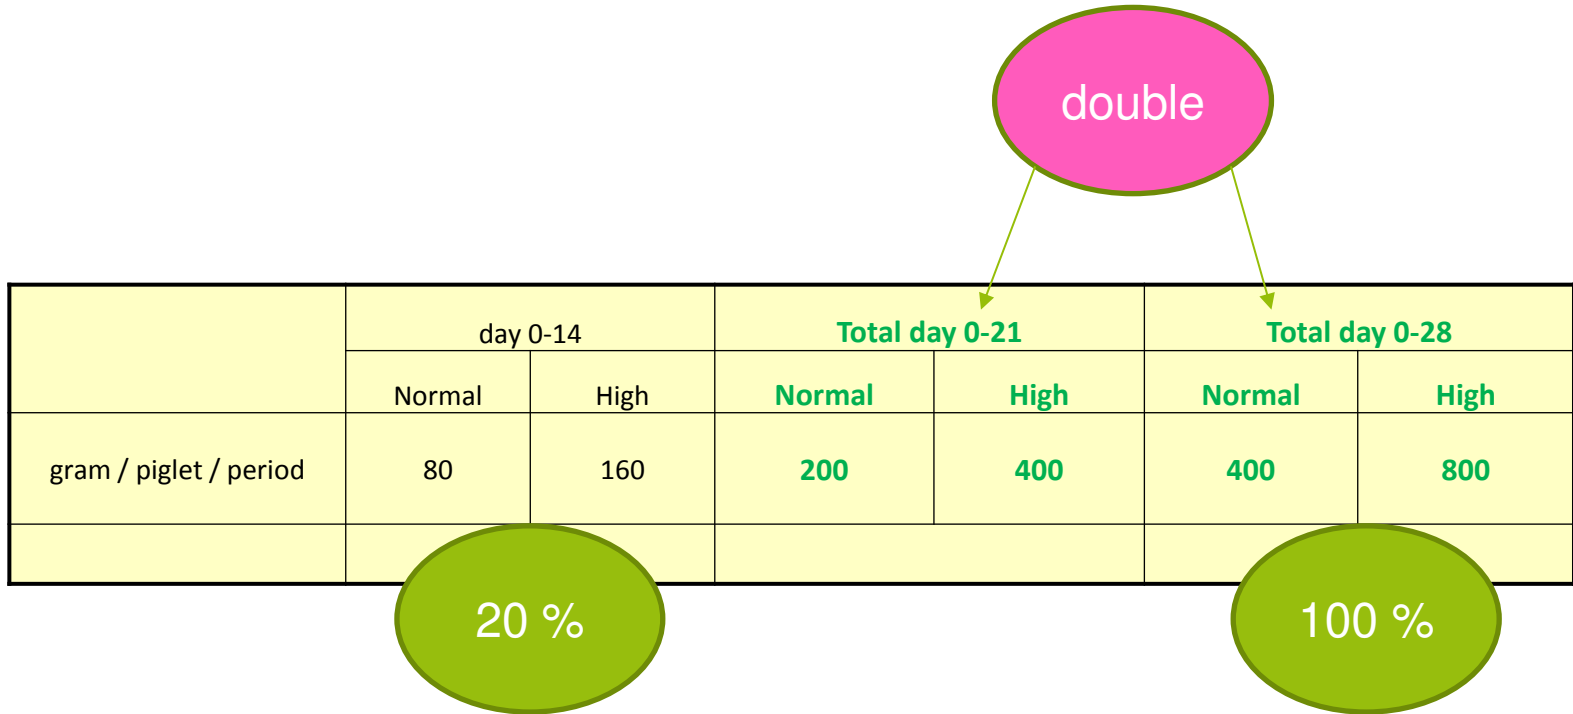 double
day 0-14 Total day 0-21 Total day 0-28
Normal High Normal High Normal High
gram / piglet / period 80 160 200 400 400 800
20 % 100 %